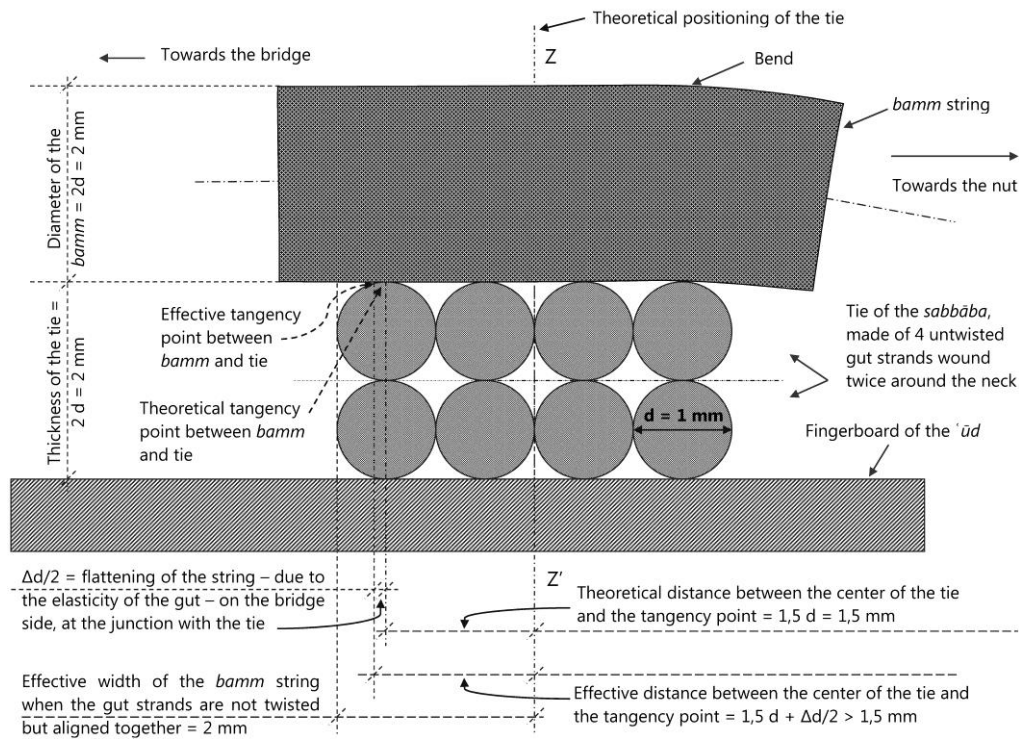 Theoretical positioning of the tie
Towards the bridge
Z
Bend
bamm string
Towards the nut
Diameter of the
bamm = 2d = 2 mm
Effective tangency
point between
bamm and tie
Tie of the sabbāba,
made of 4 untwisted
gut strands wound
twice around the neck
Thickness of the tie =
2 d = 2 mm
Theoretical tangency
point between bamm
and tie
d = 1 mm
Fingerboard of the ʿūd
Δd/2 = flattening of the string – due to
the elasticity of the gut – on the bridge
side, at the junction with the tie
Z’
Theoretical distance between the center of the tie
and the tangency point = 1,5 d = 1,5 mm
Effective width of the bamm string
when the gut strands are not twisted
but aligned together = 2 mm
Effective distance between the center of the tie and
the tangency point = 1,5 d + Δd/2 > 1,5 mm